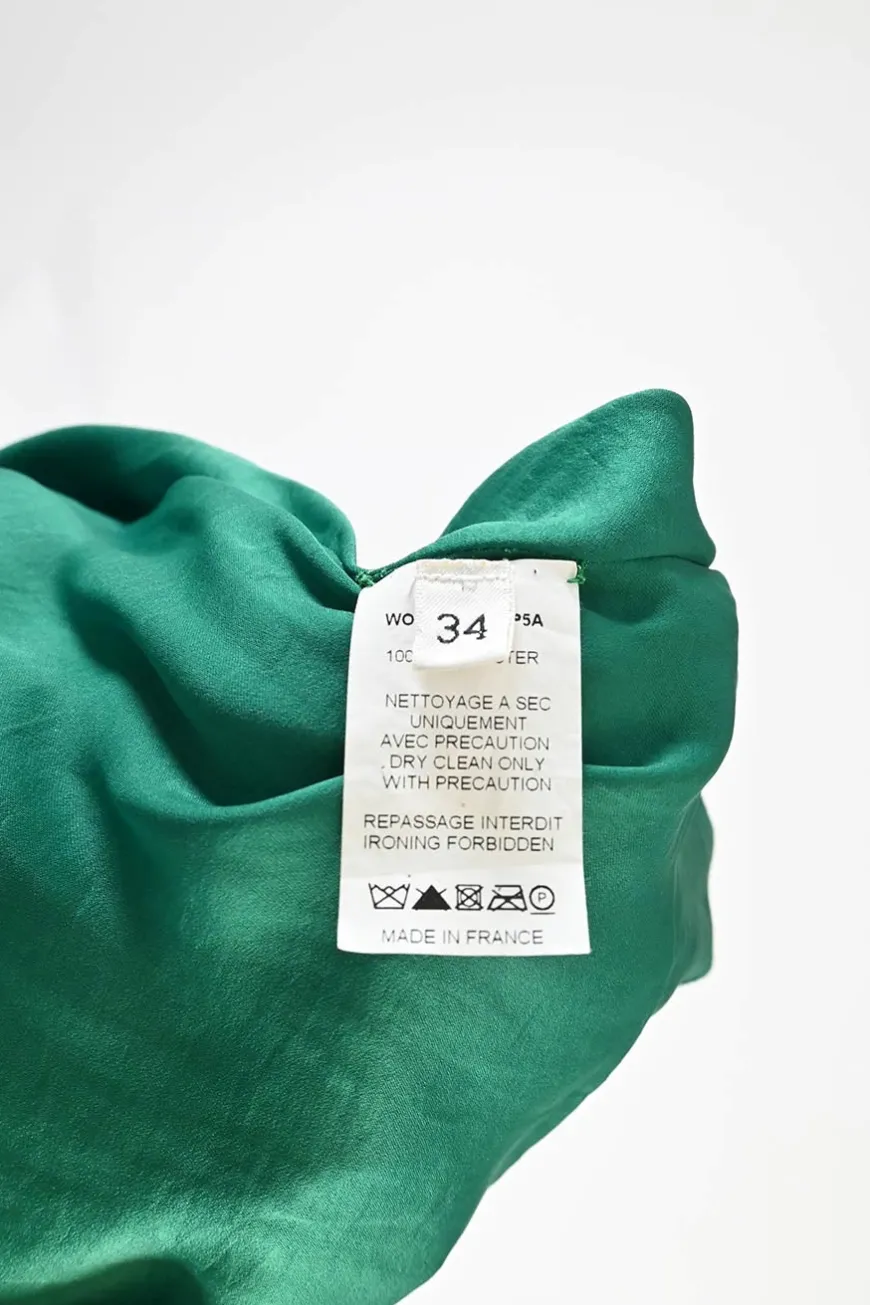 34
NETTOYAGE A SEC
UNIQUEMENT
AVEC PRECAUTION
DRY CLEAN ONLY
WITH PRECAUTION
REPASSAGE INTERDIT
IRONING FORBIDDEN
P
MADE IN FRANCE